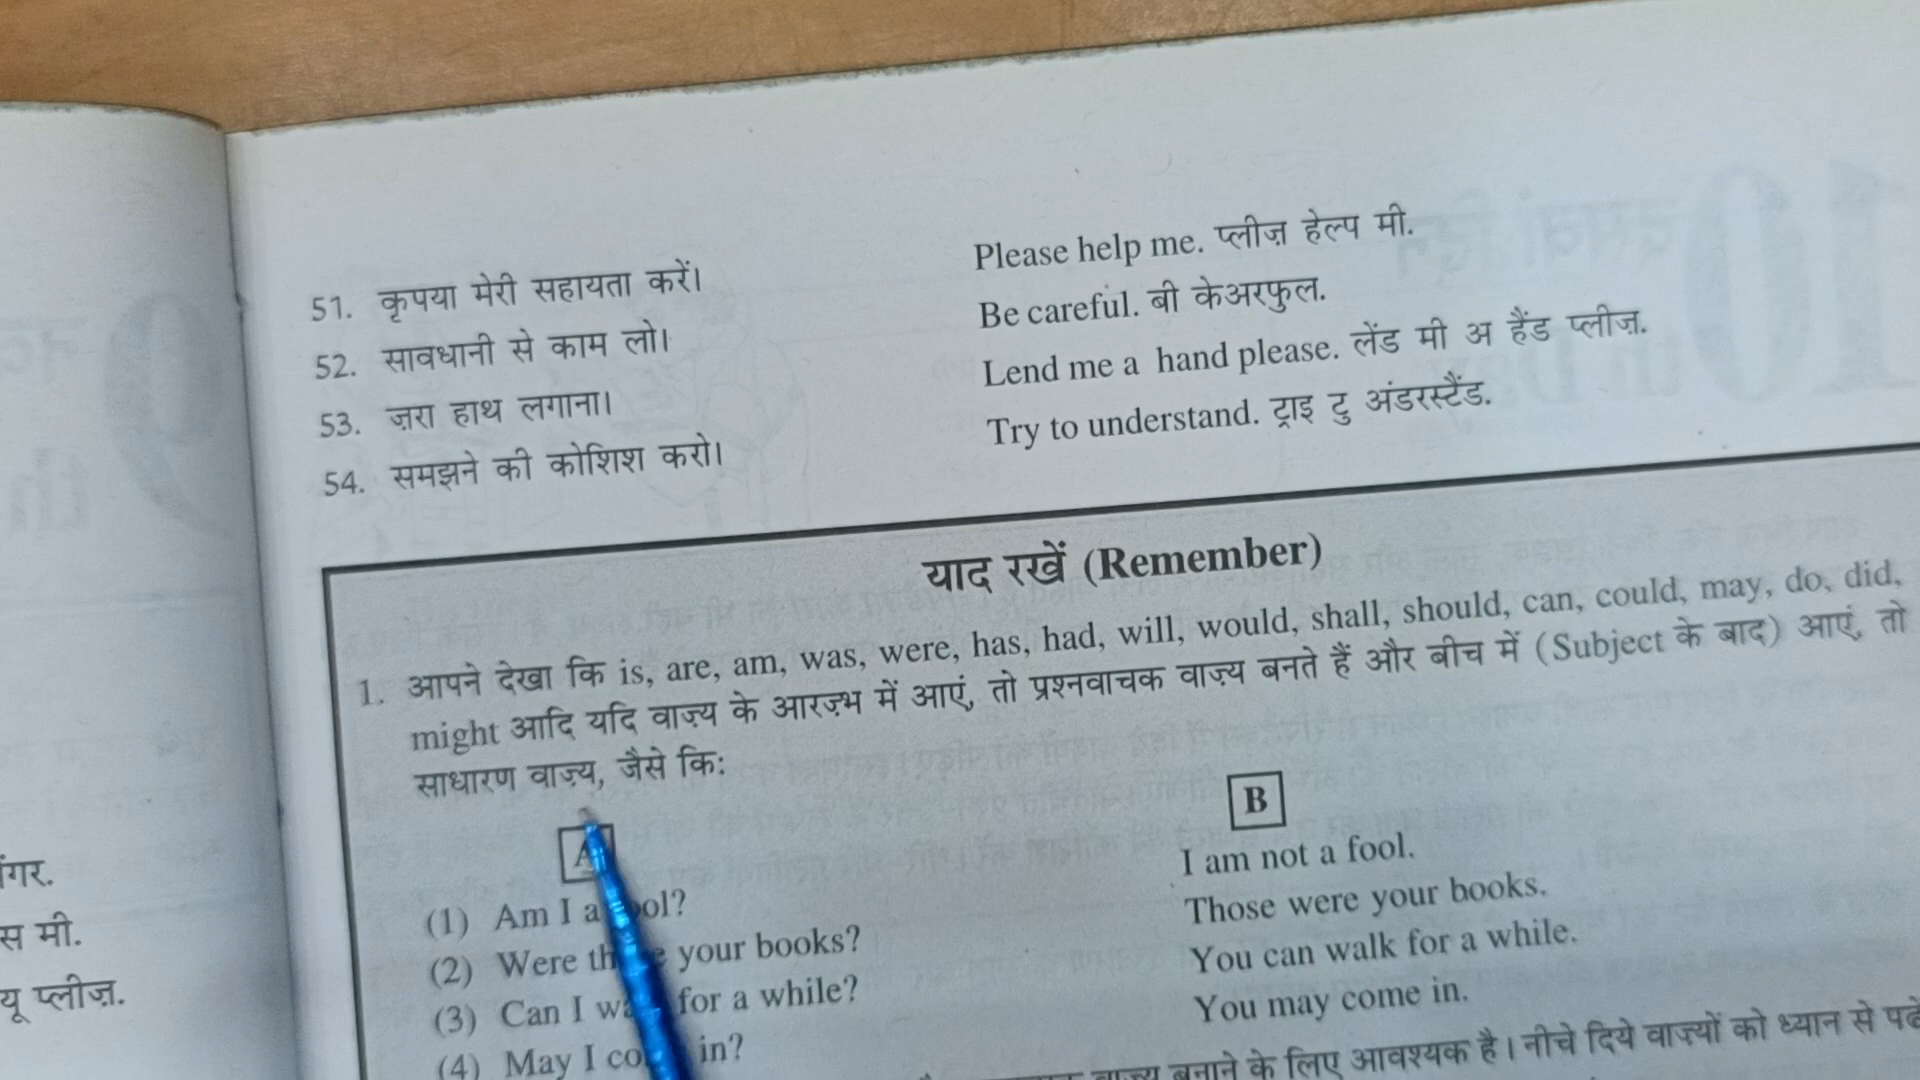 51. कृपया मेरी सहायता करें। Please help me. प्लीज़ हेल्प मी.
52. सावधानी से काम लो। Be careful. बी केअरफुल.
53. ज़रा हाथ लगाना। Lend me a hand please. लेंड मी अ हैंड प्लीज़.
54. समझने की कोशिश करो। Try to understand. ट्राइ टु अंडरस्टैंड.
याद रखें (Remember)
1. आपने देखा कि is, are, am, was, were, has, had, will, would, shall, should, can, could, may, do, did,
might आदि यदि वाज़्य के आरज़्भ में आएं, तो प्रश्नवाचक वाज़्य बनते हैं और बीच में (Subject के बाद) आएं, तो
साधारण वाज़्य, जैसे कि:
A B
(1) Am I a I am not a fool.
(2) Were your books? Those were your books.
(3) Can I for a while? You can walk for a while.
(4) May I in? You may come in.
बनाने के लिए आवश्यक है। नीचे दिये वाज़्यों को ध्यान से
ंगर.
स मी.
यू प्लीज़.